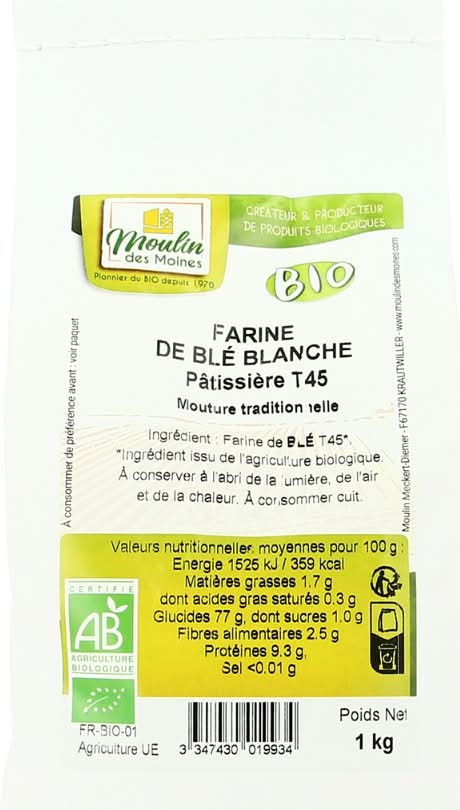 Moulin
des Moines
Pionnier du BIO depuis 1970
CRÉATEUR & PRODUCTEUR
DE PRODUITS BIOLOGIQUES
BIO
FARINE
DE BLÉ BLANCHE
Pâtissière T45
Mouture traditionnelle
Ingrédient : Farine de BLÉ T45*.
*Ingrédient issu de l'agriculture biologique.
À conserver à l'abri de la lumière, de l'air
et de la chaleur. À consommer cuit.
À consommer de préférence avant : voir paquet
Moulin Meckert-Diemer - F67170 KRAUTWILLER - www.moulindesmoines.com
Valeurs nutritionnelles moyennes pour 100 g :
Energie 1525 kJ / 359 kcal
Matières grasses 1.7 g
dont acides gras saturés 0.3 g
Glucides 77 g, dont sucres 1.0 g
Fibres alimentaires 2.5 g
Protéines 9.3 g,
Sel <0.01 g
CERTIFIÉ
AB
AGRICULTURE
BIOLOGIQUE
FR-BIO-01
Agriculture UE
3 347430 019934
Poids Net
1 kg